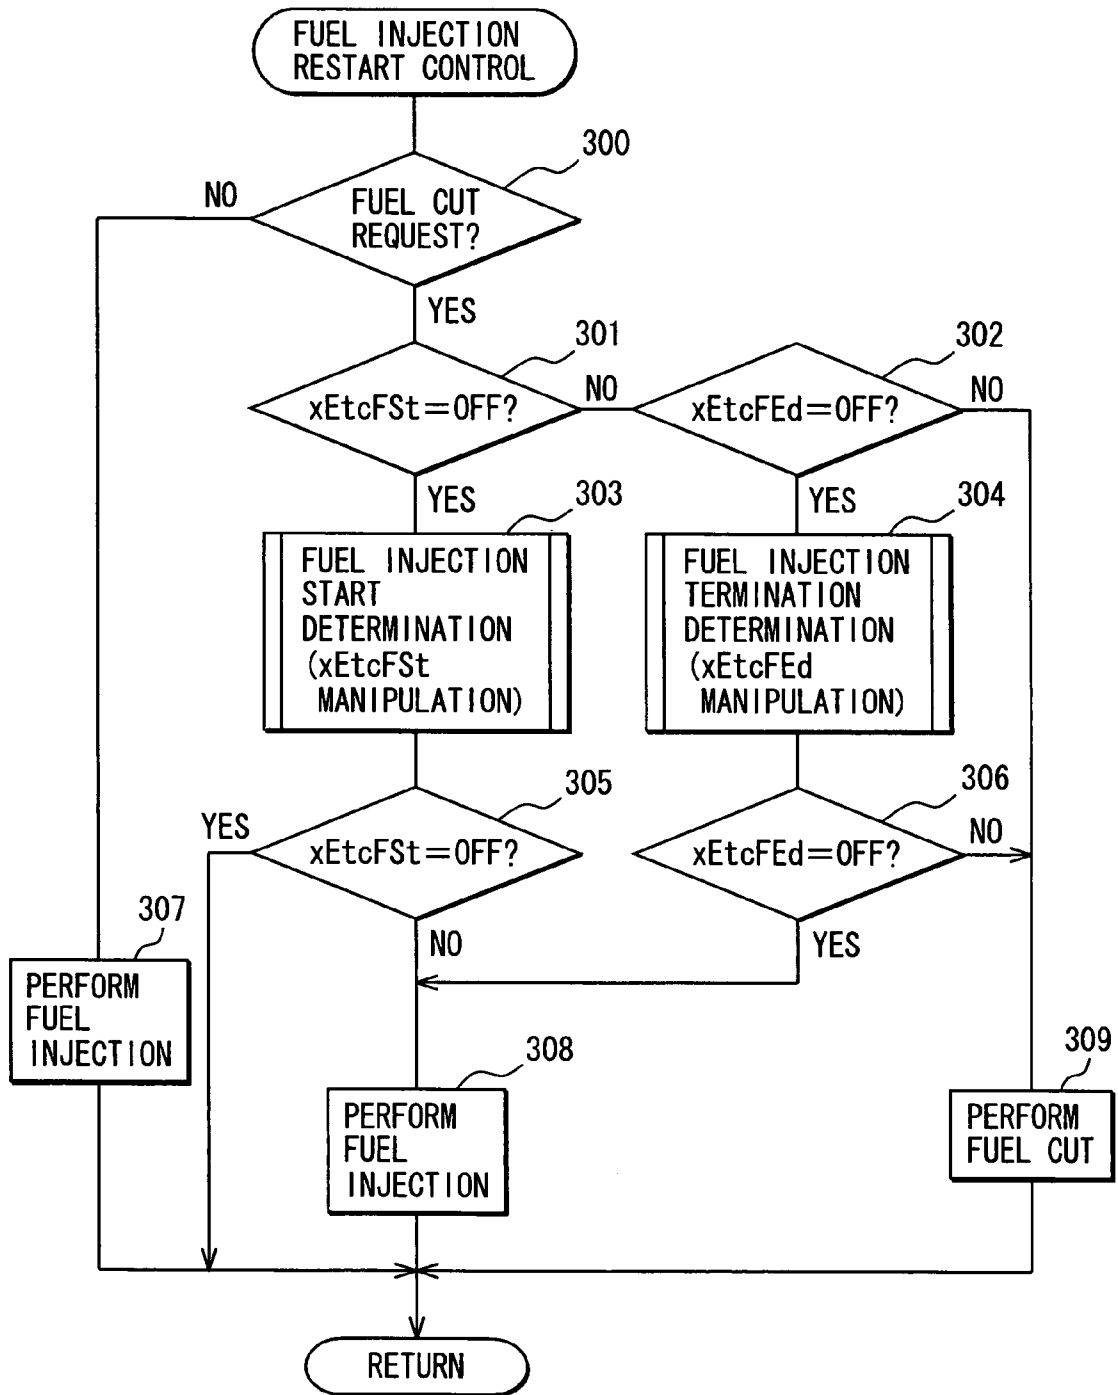 FUEL INJECTION
RESTART CONTROL
300
NO
FUEL CUT
REQUEST?
YES
301
302
xEtcFSt=OFF?
NO
xEtcFEd=OFF?
NO
YES
303
YES
304
FUEL INJECTION
START
DETERMINATION
(xEtcFSt
MANIPULATION)
FUEL INJECTION
TERMINATION
DETERMINATION
(xEtcFEd
MANIPULATION)
305
306
YES
xEtcFSt=OFF?
xEtcFEd=OFF?
NO
307
NO
YES
PERFORM
FUEL
INJECTION
308
309
PERFORM
FUEL
INJECTION
PERFORM
FUEL CUT
RETURN